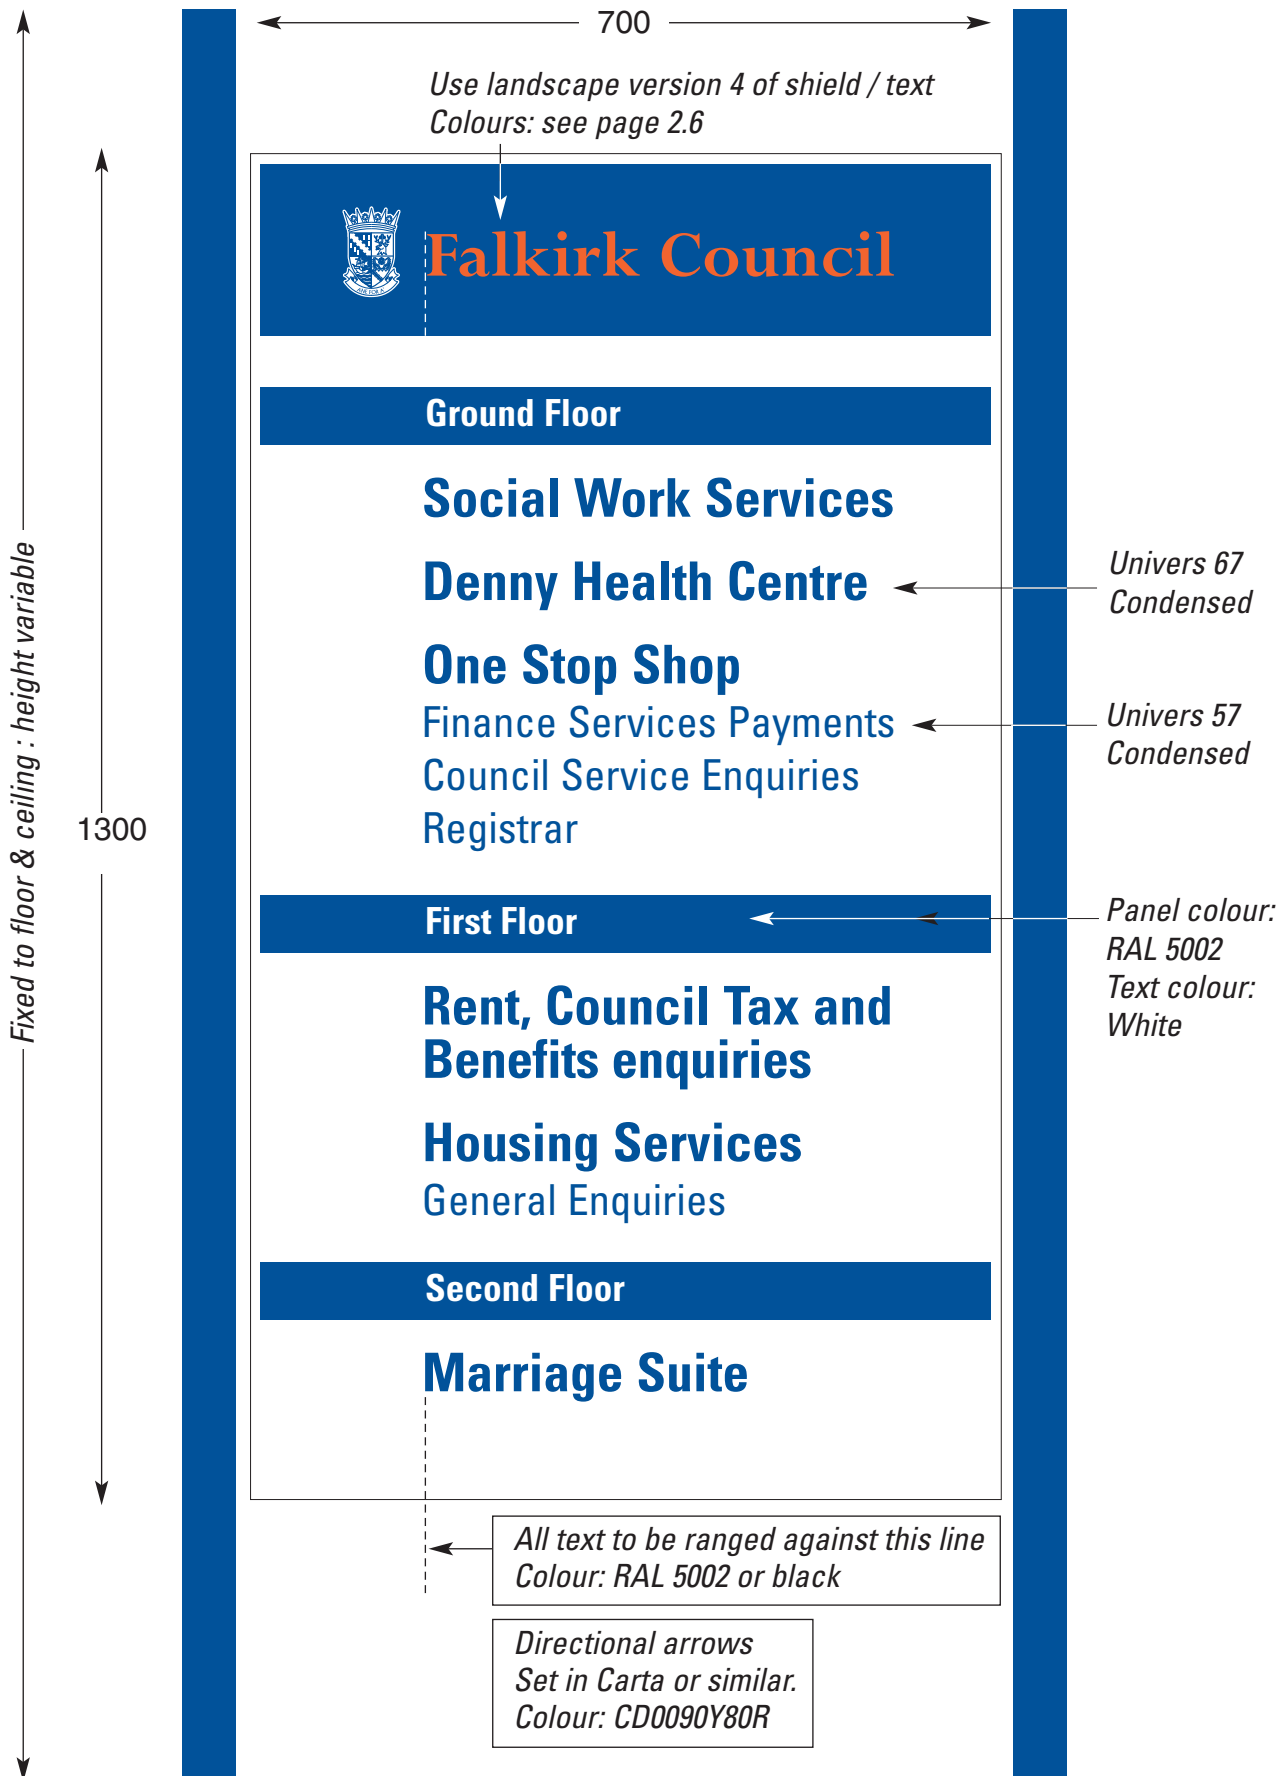 700
Use landscape version 4 of shield / text
Colours: see page 2.6
Falkirk Council
Ground Floor
Social Work Services
Denny Health Centre
One Stop Shop
Finance Services Payments
Council Service Enquiries
Registrar
First Floor
Rent, Council Tax and
Benefits enquiries
Housing Services
General Enquiries
Second Floor
Marriage Suite
Fixed to floor & ceiling : height variable
1300
Univers 67
Condensed
Univers 57
Condensed
Panel colour:
RAL 5002
Text colour:
White
All text to be ranged against this line
Colour: RAL 5002 or black
Directional arrows
Set in Carta or similar.
Colour: CD0090Y80R